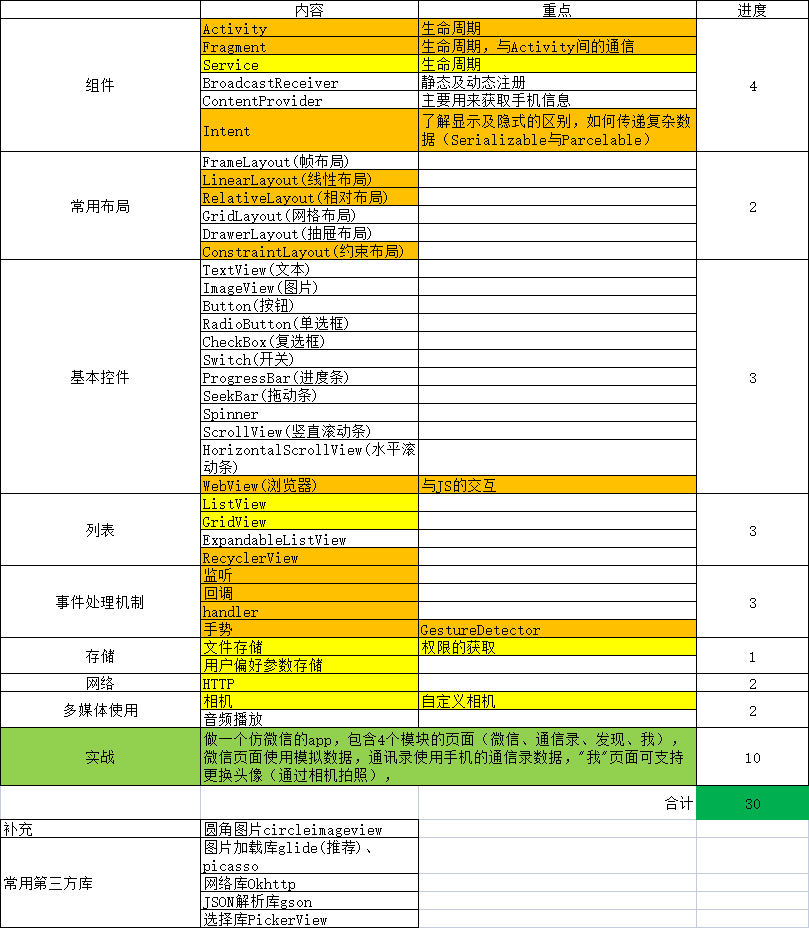 内容 重点 进度
组件
Activity 生命周期
Fragment 生命周期，与Activity间的通信
Service 生命周期
BroadcastReceiver 静态及动态注册
ContentProvider 主要用来获取手机信息
Intent
了解显示及隐式的区别，如何传递复杂数
据（Serializable与Parcelable）
4
常用布局
FrameLayout(帧布局)
LinearLayout(线性布局)
RelativeLayout(相对布局)
GridLayout(网格布局)
DrawerLayout(抽屉布局)
ConstraintLayout(约束布局)
2
基本控件
TextView(文本)
ImageView(图片)
Button(按钮)
RadioButton(单选框)
CheckBox(复选框)
Switch(开关)
ProgressBar(进度条)
SeekBar(拖动条)
Spinner
ScrollView(竖直滚动条)
HorizontalScrollView(水平滚
动条)
WebView(浏览器) 与JS的交互
3
列表
ListView
GridView
ExpandableListView
RecyclerView
3
事件处理机制
监听
回调
handler
手势 GestureDetector
3
存储
文件存储 权限的获取
用户偏好参数存储
1
网络 HTTP 2
多媒体使用
相机 自定义相机
音频播放
2
实战
做一个仿微信的app，包含4个模块的页面（微信、通信录、发现、我），
微信页面使用模拟数据，通讯录使用手机的通信录数据，"我"页面可支持
更换头像（通过相机拍照），
10
合计 30
补充 圆角图片circleimageview
常用第三方库
图片加载库glide(推荐)、
picasso
网络库Okhttp
JSON解析库gson
选择库PickerView